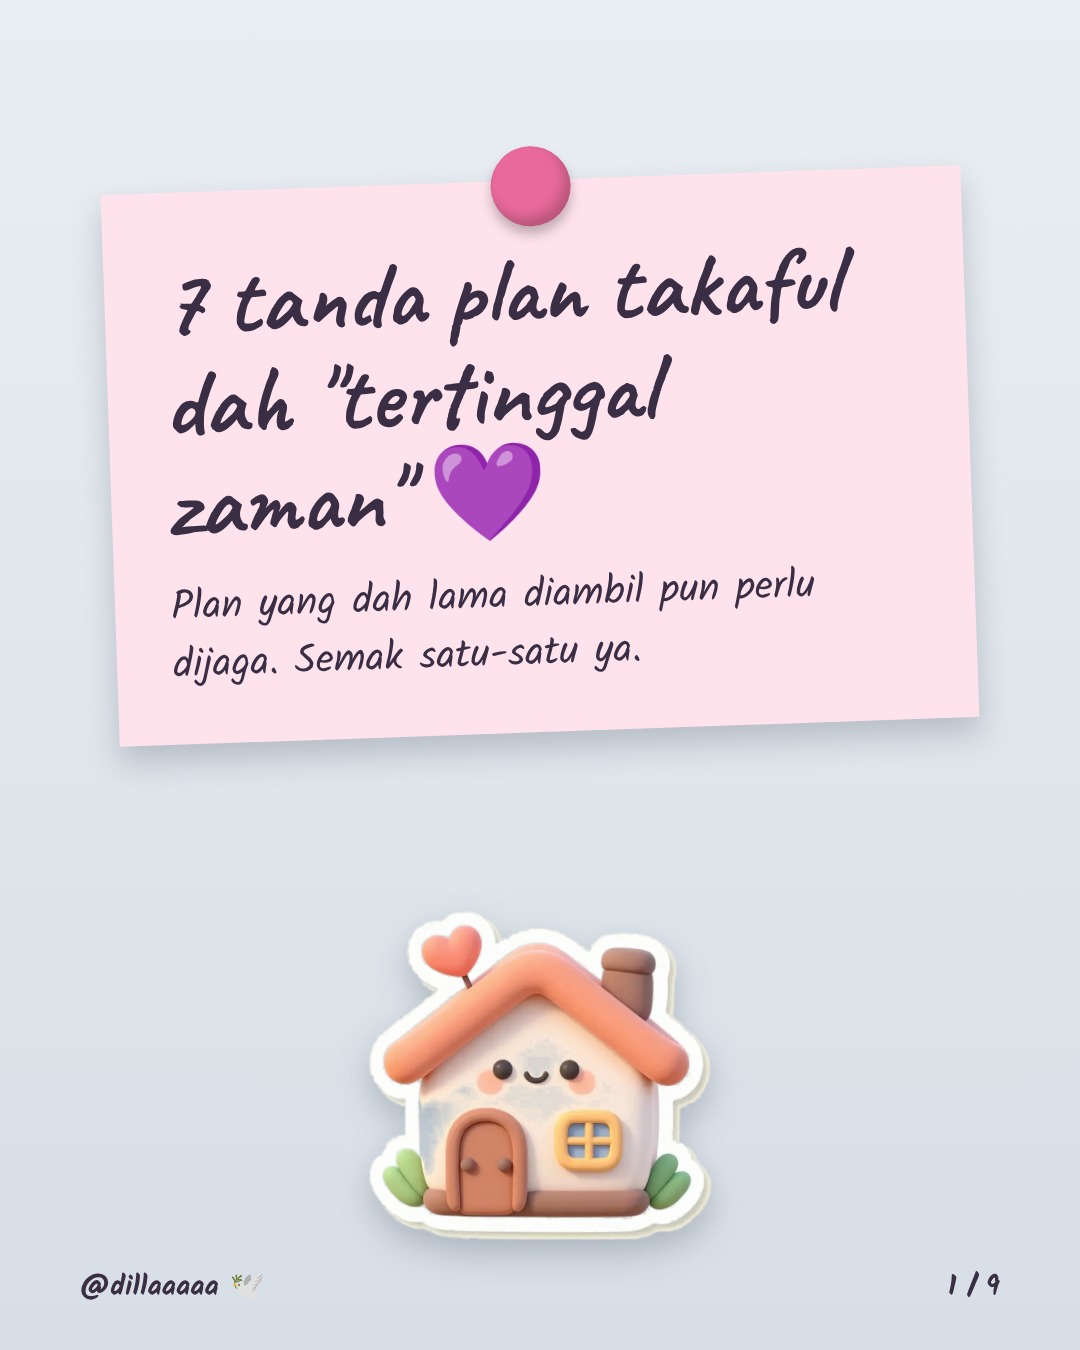 7 tanda plan takaful
dah "tertinggal
zaman"💜
Plan yang dah lama diambil pun perlu
dijaga. Semak satu-satu ya.
@dillaaaaa 🕊️
1 / 9